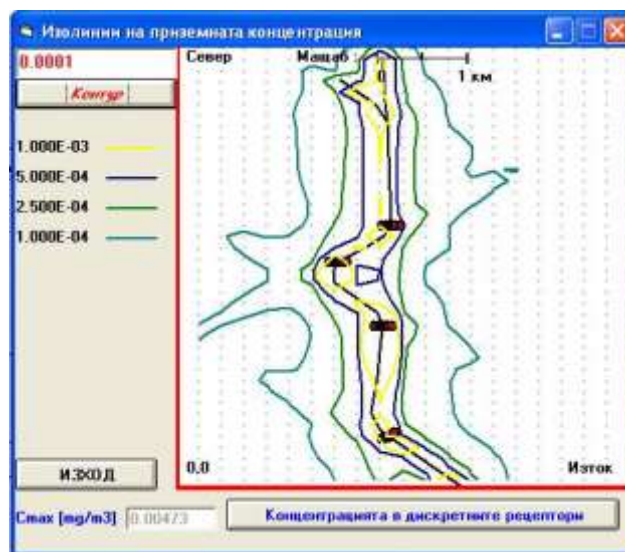 Изолинии на приземната концентрация
0.0001
Контур
1.000E-03
5.000E-04
2.500E-04
1.000E-04
Север
Мащаб
0 1 км
0,0
Изток
ИЗХОД
Cmax [mg/m3] 0.00473
Концентрацията в дискретните рецептори